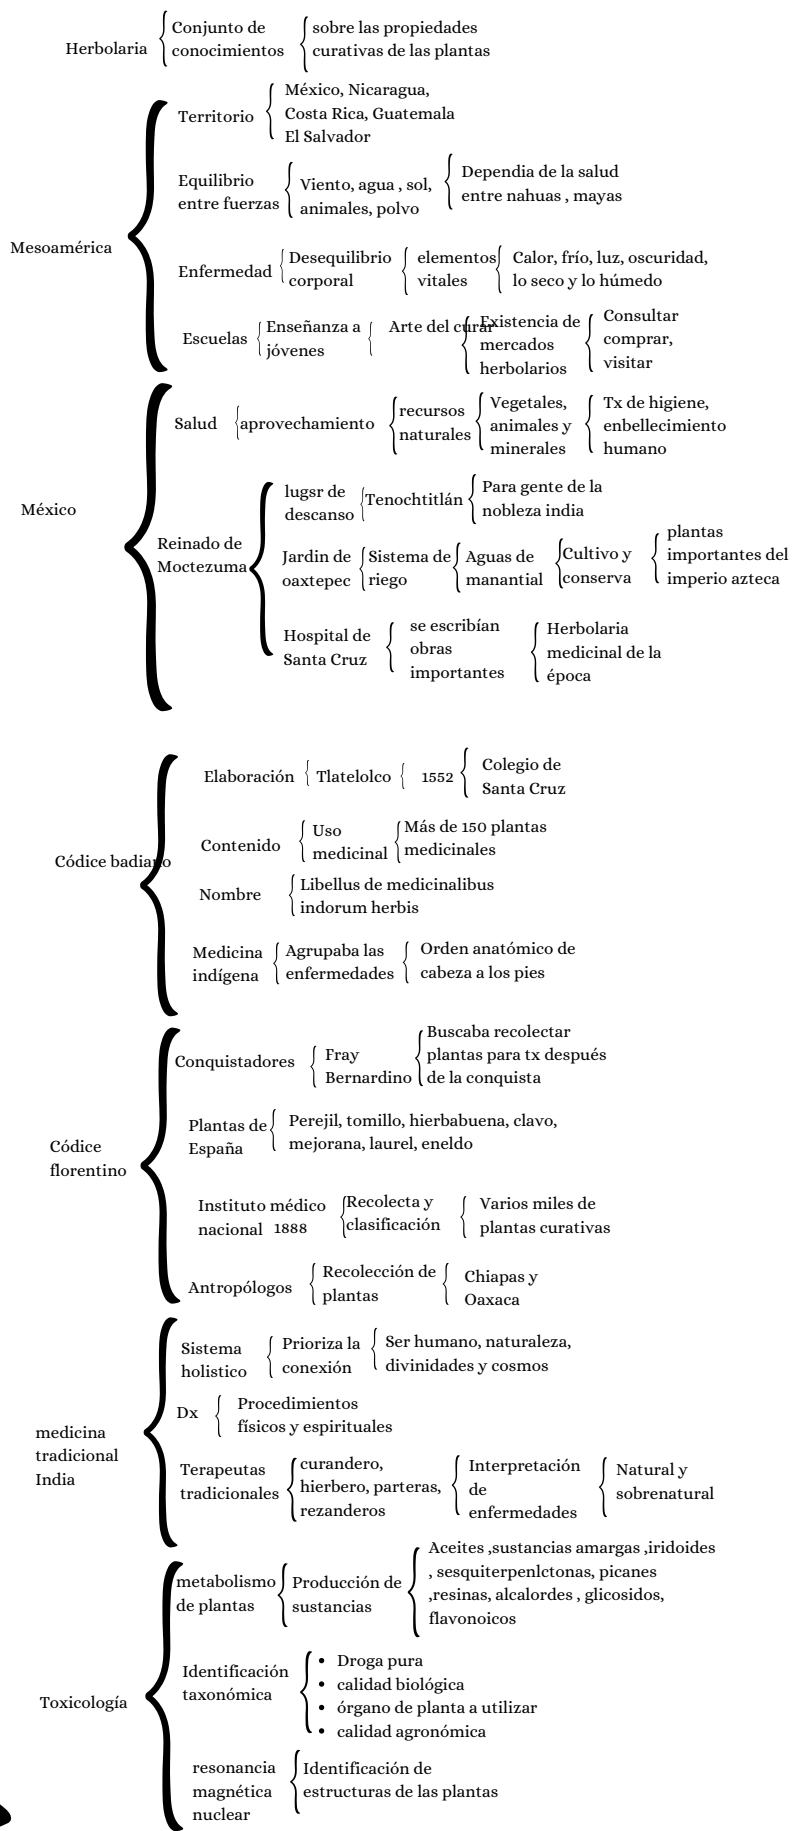 Herbolaria
Conjunto de
conocimientos
sobre las propiedades
curativas de las plantas
Mesoamérica
Territorio
México, Nicaragua,
Costa Rica, Guatemala
El Salvador
Equilibrio
entre fuerzas
Viento, agua , sol,
animales, polvo
Dependia de la salud
entre nahuas , mayas
Enfermedad
Desequilibrio
corporal
elementos
vitales
Calor, frío, luz, oscuridad,
lo seco y lo húmedo
Escuelas
Enseñanza a
jóvenes
Arte del curar
Existencia de
mercados
herbolarios
Consultar
comprar,
visitar
México
Salud
aprovechamiento
recursos
naturales
Vegetales,
animales y
minerales
Tx de higiene,
enbellecimiento
humano
Reinado de
Moctezuma
lugsr de
descanso
Tenochtitlán
Para gente de la
nobleza india
Jardin de
oaxtepec
Sistema de
riego
Aguas de
manantial
Cultivo y
conserva
plantas
importantes del
imperio azteca
Hospital de
Santa Cruz
se escribían
obras
importantes
Herbolaria
medicinal de la
época
Códice badiano
Elaboración
Tlatelolco
1552
Colegio de
Santa Cruz
Contenido
Uso
medicinal
Más de 150 plantas
medicinales
Nombre
Libellus de medicinalibus
indorum herbis
Medicina
indígena
Agrupaba las
enfermedades
Orden anatómico de
cabeza a los pies
Códice
florentino
Conquistadores
Fray
Bernardino
Buscaba recolectar
plantas para tx después
de la conquista
Plantas de
España
Perejil, tomillo, hierbabuena, clavo,
mejorana, laurel, eneldo
Instituto médico
nacional 1888
Recolecta y
clasificación
Varios miles de
plantas curativas
Antropólogos
Recolección de
plantas
Chiapas y
Oaxaca
medicina
tradicional
India
Sistema
holistico
Prioriza la
conexión
Ser humano, naturaleza,
divinidades y cosmos
Dx
Procedimientos
físicos y espirituales
Terapeutas
tradicionales
curandero,
hierbero, parteras,
rezanderos
Interpretación
de
enfermedades
Natural y
sobrenatural
Toxicología
metabolismo
de plantas
Producción de
sustancias
Aceites ,sustancias amargas ,iridoides
, sesquiterpenlctonas, picanes
,resinas, alcalordes , glicosidos,
flavonoicos
Identificación
taxonómica
• Droga pura
• calidad biológica
• órgano de planta a utilizar
• calidad agronómica
resonancia
magnética
nuclear
Identificación de
estructuras de las plantas